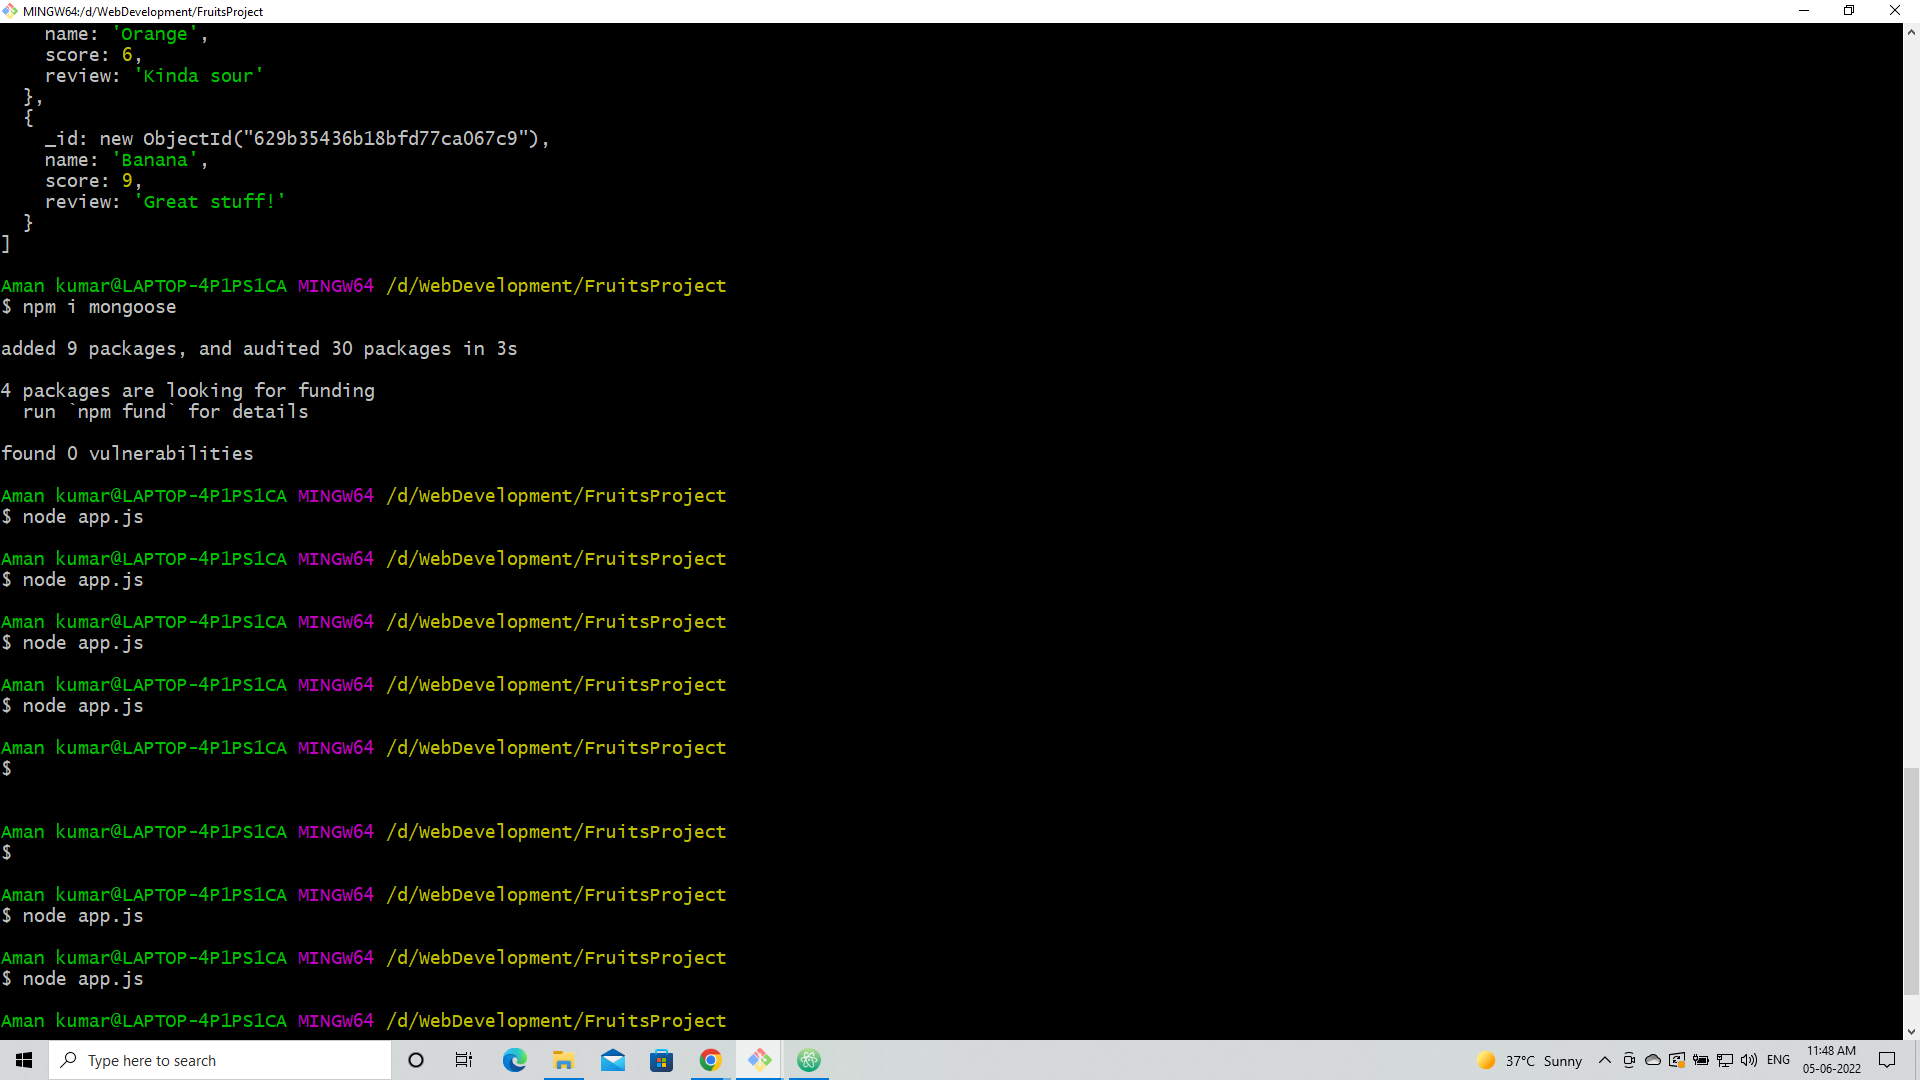 MINGW64:/d/WebDevelopment/FruitsProject
    name: 'Orange',
    score: 6,
    review: 'Kinda sour'
  },
  {
    _id: new ObjectId("629b35436b18bfd77ca067c9"),
    name: 'Banana',
    score: 9,
    review: 'Great stuff!'
  }
]
Aman kumar@LAPTOP-4P1PS1CA MINGW64 /d/WebDevelopment/FruitsProject
$ npm i mongoose
added 9 packages, and audited 30 packages in 3s
4 packages are looking for funding
  run `npm fund` for details
found 0 vulnerabilities
Aman kumar@LAPTOP-4P1PS1CA MINGW64 /d/WebDevelopment/FruitsProject
$ node app.js
Aman kumar@LAPTOP-4P1PS1CA MINGW64 /d/WebDevelopment/FruitsProject
$ node app.js
Aman kumar@LAPTOP-4P1PS1CA MINGW64 /d/WebDevelopment/FruitsProject
$ node app.js
Aman kumar@LAPTOP-4P1PS1CA MINGW64 /d/WebDevelopment/FruitsProject
$ node app.js
Aman kumar@LAPTOP-4P1PS1CA MINGW64 /d/WebDevelopment/FruitsProject
$
Aman kumar@LAPTOP-4P1PS1CA MINGW64 /d/WebDevelopment/FruitsProject
$
Aman kumar@LAPTOP-4P1PS1CA MINGW64 /d/WebDevelopment/FruitsProject
$ node app.js
Aman kumar@LAPTOP-4P1PS1CA MINGW64 /d/WebDevelopment/FruitsProject
$ node app.js
Aman kumar@LAPTOP-4P1PS1CA MINGW64 /d/WebDevelopment/FruitsProject
Type here to search
37°C Sunny
ENG
11:48 AM
05-06-2022